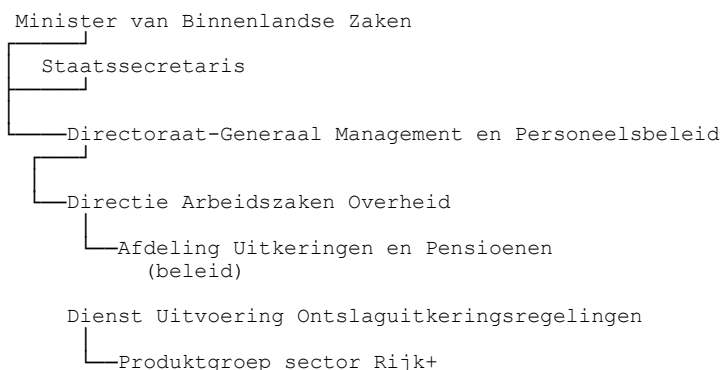 Minister van Binnenlandse Zaken
Staatssecretaris
Directoraat-Generaal Management en Personeelsbeleid
Directie Arbeidszaken Overheid
Afdeling Uitkeringen en Pensioenen
(beleid)
Dienst Uitvoering Ontslaguitkeringsregelingen
Produktgroep sector Rijk+